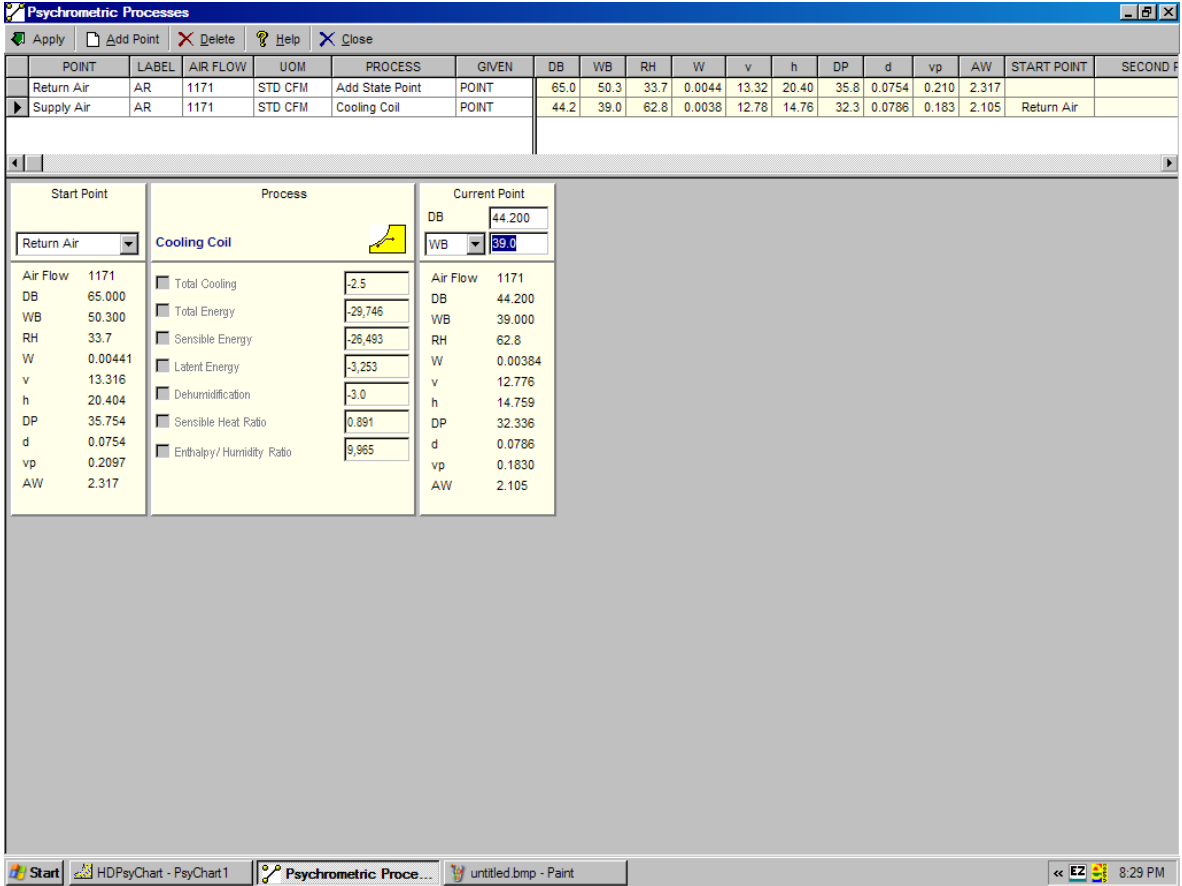 Psychrometric Processes
Apply Add Point Delete Help Close
POINT LABEL AIR FLOW UOM PROCESS GIVEN DB WB RH W v h DP d vp AW START POINT SECOND
Return Air AR 1171 STD CFM Add State Point POINT 65.0 50.3 33.7 0.0044 13.32 20.40 35.8 0.0754 0.210 2.317
Supply Air AR 1171 STD CFM Cooling Coil POINT 44.2 39.0 62.8 0.0038 12.78 14.76 32.3 0.0786 0.183 2.105 Return Air
Start Point
Return Air
Air Flow 1171
DB 65.000
WB 50.300
RH 33.7
W 0.00441
v 13.316
h 20.404
DP 35.754
d 0.0754
vp 0.2097
AW 2.317
Process
Cooling Coil
Total Cooling -2.5
Total Energy -29,746
Sensible Energy -26,493
Latent Energy -3,253
Dehumidification -3.0
Sensible Heat Ratio 0.891
Enthalpy/Humidity Ratio 9,965
Current Point
DB 44.200
WB 39.0
Air Flow 1171
DB 44.200
WB 39.000
RH 62.8
W 0.00384
v 12.776
h 14.759
DP 32.336
d 0.0786
vp 0.1830
AW 2.105
Start HDPsyChart - PsyChart1 Psychrometric Proce... untitled.bmp - Paint « EZ 8:29 PM